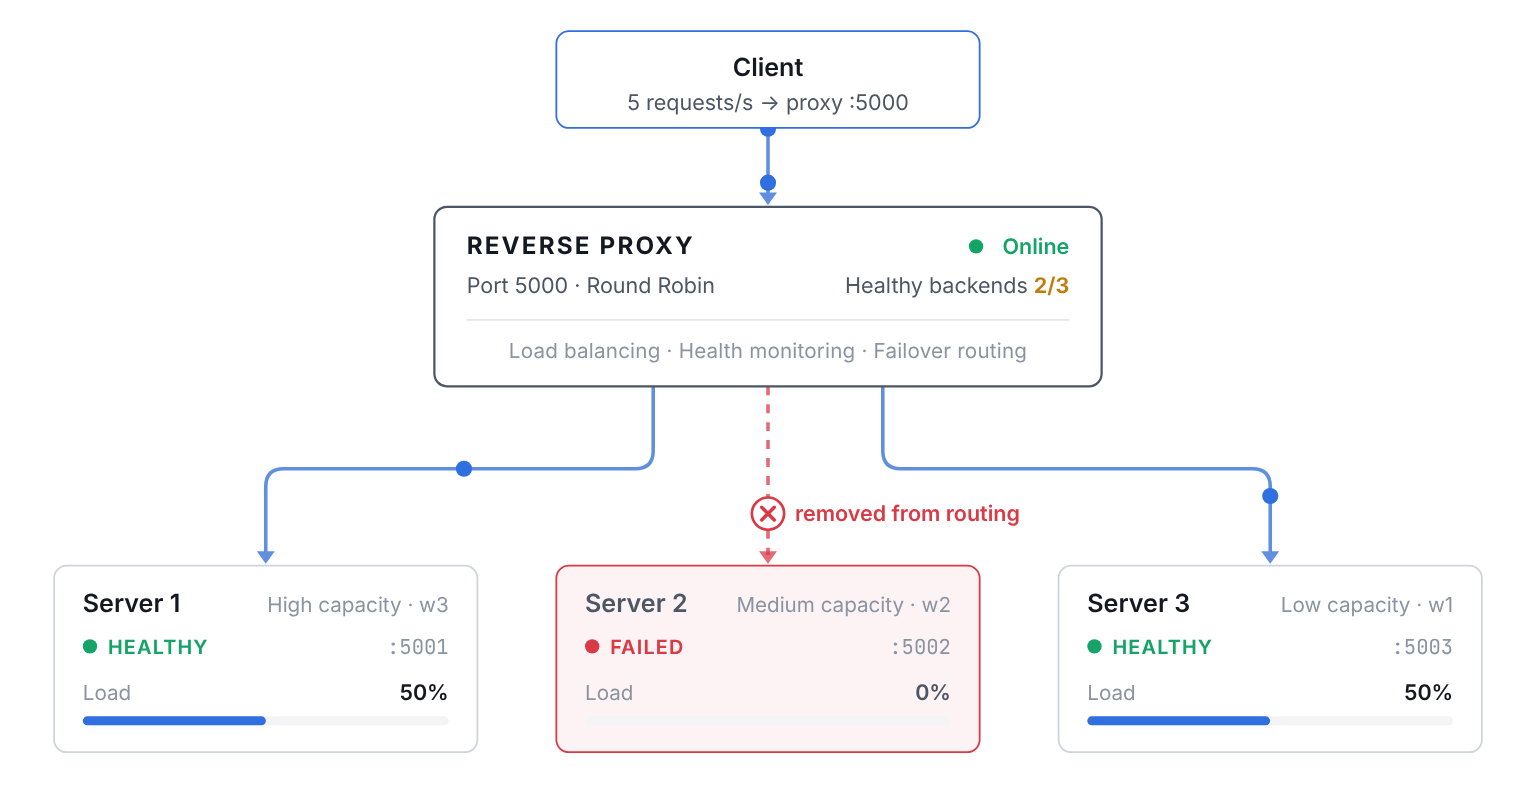 Client
5 requests/s → proxy :5000
REVERSE PROXY
Online
Port 5000 · Round Robin
Healthy backends 2/3
Load balancing · Health monitoring · Failover routing
removed from routing
Server 1
High capacity · w3
HEALTHY
:5001
Load
50%
Server 2
Medium capacity · w2
FAILED
:5002
Load
0%
Server 3
Low capacity · w1
HEALTHY
:5003
Load
50%